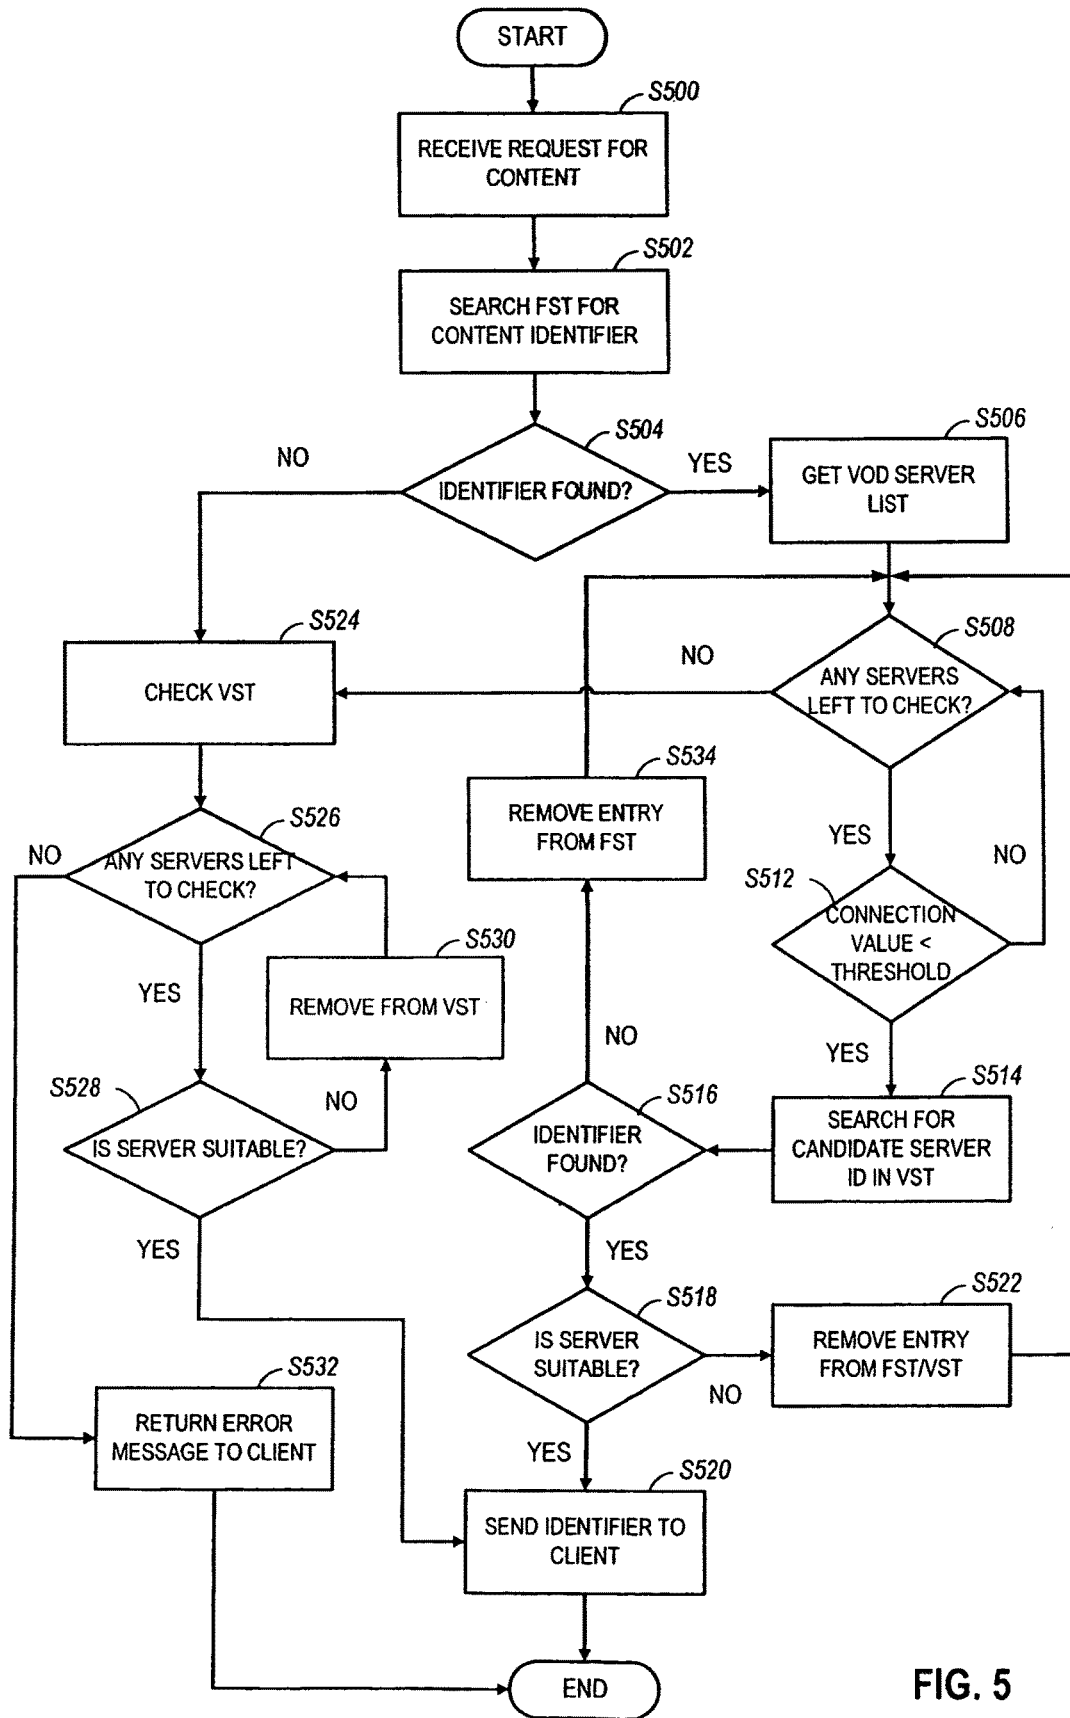 START
S500
RECEIVE REQUEST FOR
CONTENT
S502
SEARCH FST FOR
CONTENT IDENTIFIER
S504
IDENTIFIER FOUND?
NO
YES
S506
GET VOD SERVER
LIST
S524
CHECK VST
S508
ANY SERVERS
LEFT TO CHECK?
NO
YES
NO
S534
REMOVE ENTRY
FROM FST
S526
ANY SERVERS LEFT
TO CHECK?
NO
YES
S512
CONNECTION
VALUE <
THRESHOLD
YES
S530
REMOVE FROM VST
NO
S514
SEARCH FOR
CANDIDATE SERVER
ID IN VST
S516
IDENTIFIER
FOUND?
NO
YES
S528
IS SERVER SUITABLE?
YES
S518
IS SERVER
SUITABLE?
NO
YES
S522
REMOVE ENTRY
FROM FST/VST
S532
RETURN ERROR
MESSAGE TO CLIENT
S520
SEND IDENTIFIER TO
CLIENT
END
FIG. 5